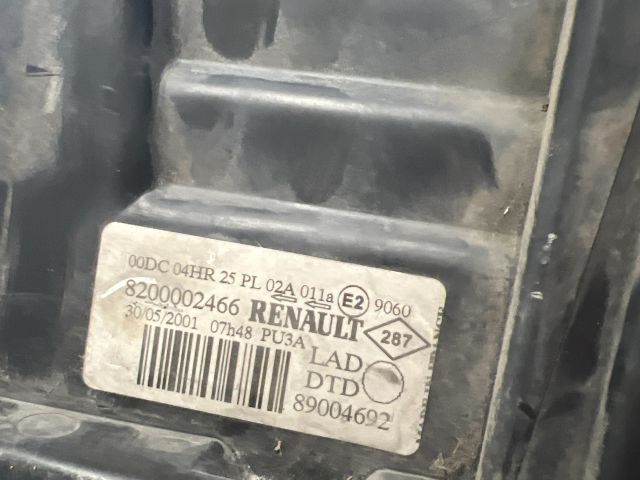 00DC 04HR 25 PL 02A 011a E2 9060
8200002466 RENAULT 287
30/05/2001 07h48 PU3A
LAD
DTD
89004692